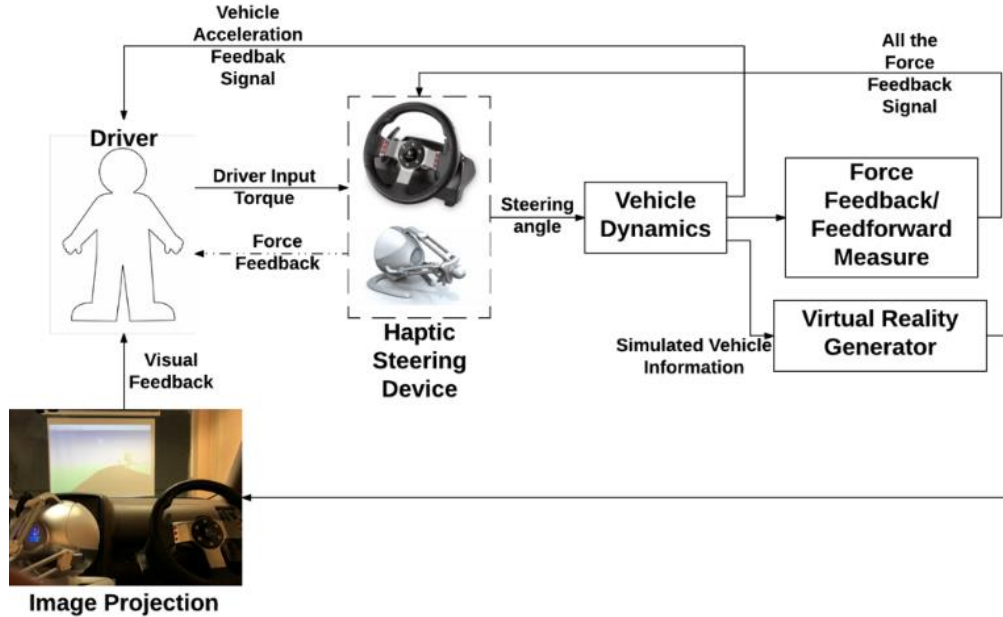 Vehicle
Acceleration
Feedbak
Signal
All the
Force
Feedback
Signal
Driver
Driver Input
Torque
Force
Feedback
Steering
angle
Vehicle
Dynamics
Force
Feedback/
Feedforward
Measure
Haptic
Steering
Device
Simulated Vehicle
Information
Virtual Reality
Generator
Visual
Feedback
Image Projection